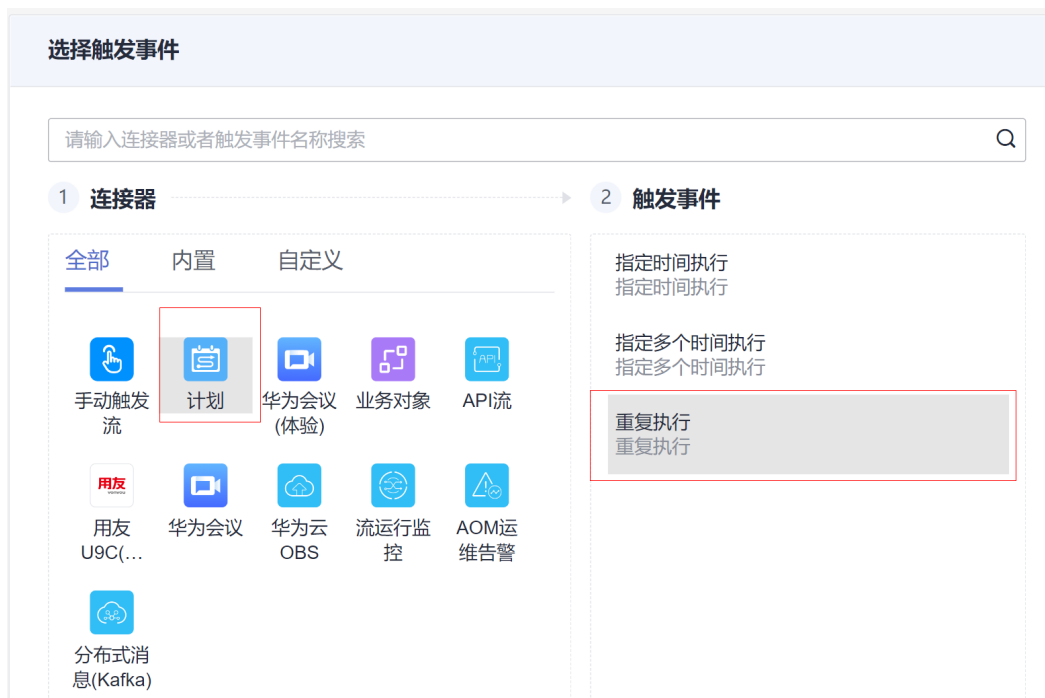 选择触发事件
请输入连接器或者触发事件名称搜索
1 连接器
2 触发事件
全部 内置 自定义
手动触发
流
计划
华为会议
(体验)
业务对象
API
API流
用友
用友
U9C(...
华为会议
华为云
OBS
流运行监
控
AOM运
维告警
分布式消
息(Kafka)
指定时间执行
指定时间执行
指定多个时间执行
指定多个时间执行
重复执行
重复执行